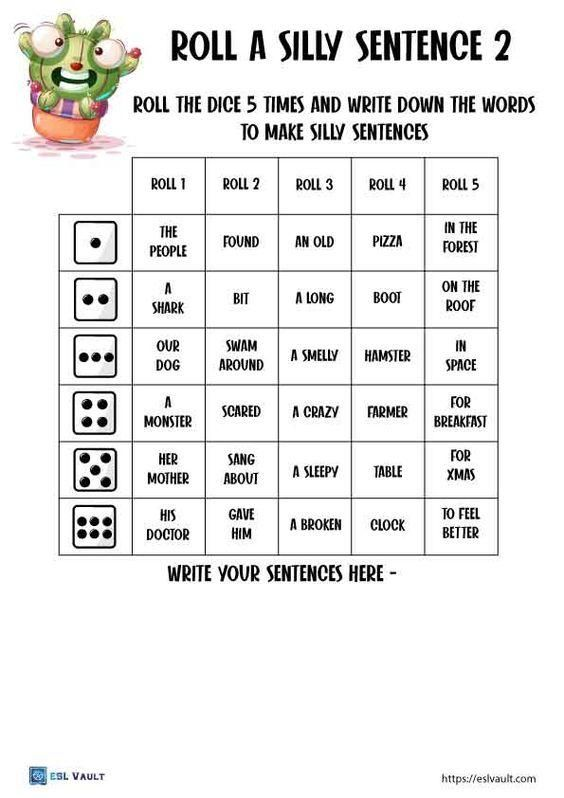 ROLL A SILLY SENTENCE 2
ROLL THE DICE 5 TIMES AND WRITE DOWN THE WORDS
TO MAKE SILLY SENTENCES
ROLL 1 ROLL 2 ROLL 3 ROLL 4 ROLL 5
THE PEOPLE FOUND AN OLD PIZZA IN THE FOREST
A SHARK BIT A LONG BOOT ON THE ROOF
OUR DOG SWAM AROUND A SMELLY HAMSTER IN SPACE
A MONSTER SCARED A CRAZY FARMER FOR BREAKFAST
HER MOTHER SANG ABOUT A SLEEPY TABLE FOR XMAS
HIS DOCTOR GAVE HIM A BROKEN CLOCK TO FEEL BETTER
WRITE YOUR SENTENCES HERE -
ESL VAULT
https://eslvault.com